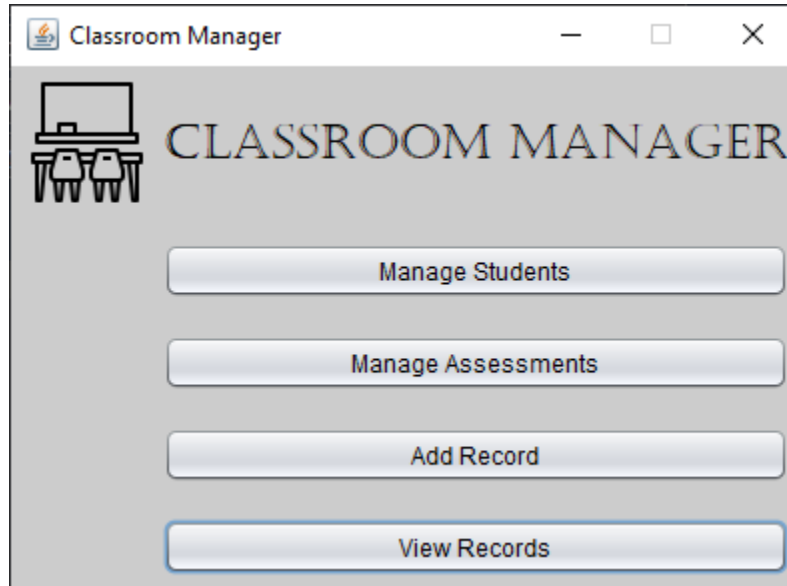 Classroom Manager
CLASSROOM MANAGER
Manage Students
Manage Assessments
Add Record
View Records